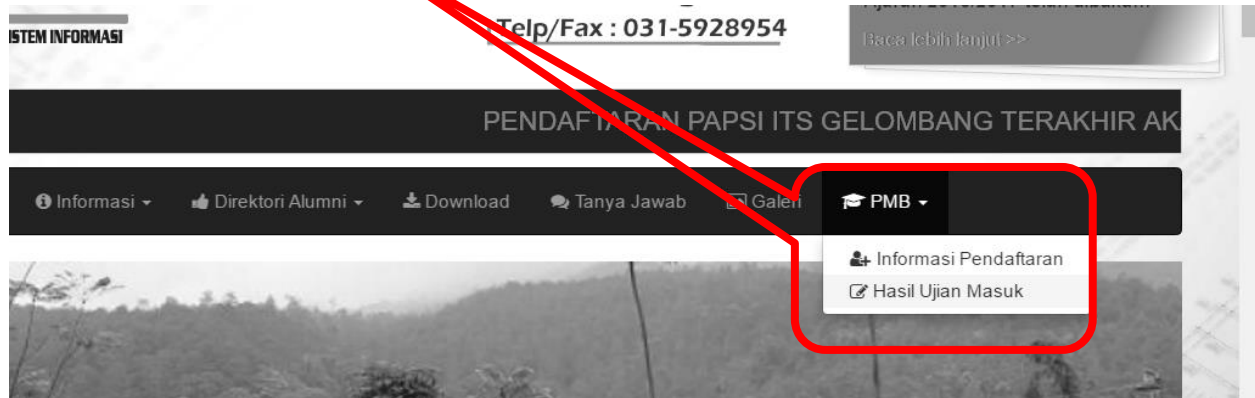 SISTEM INFORMASI
Telp/Fax : 031-5928954
Baca lebih lanjut >>
PENDAFTARAN PAPSI ITS GELOMBANG TERAKHIR AK
Informasi
Direktori Alumni
Download
Tanya Jawab
Galeri
PMB
Informasi Pendaftaran
Hasil Ujian Masuk